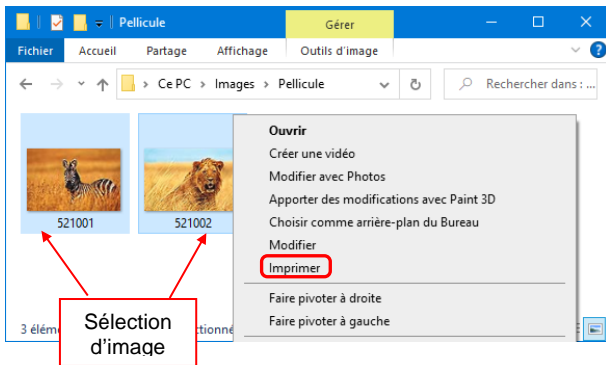 Pellicule
Gérer
Fichier Accueil Partage Affichage Outils d'image
Ce PC > Images > Pellicule
Rechercher dans : ...
521001
521002
Ouvrir
Créer une vidéo
Modifier avec Photos
Apporter des modifications avec Paint 3D
Choisir comme arrière-plan du Bureau
Modifier
Imprimer
Faire pivoter à droite
Faire pivoter à gauche
3 élém
Sélection
d'image